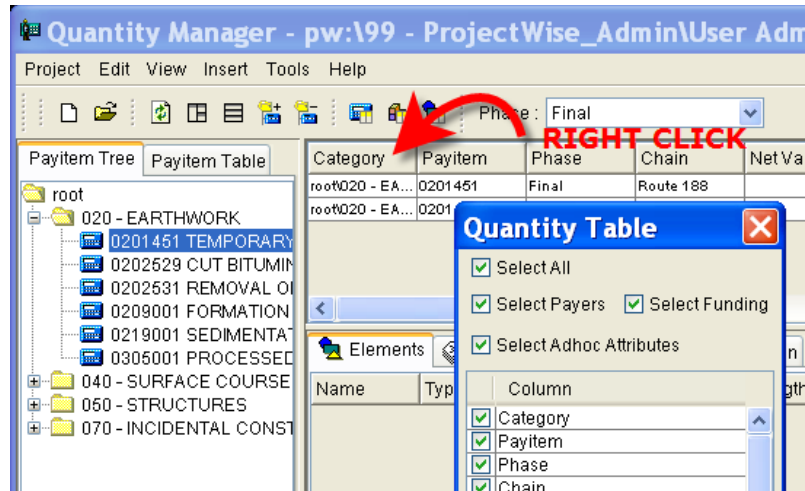 Quantity Manager - pw:\99 - ProjectWise_Admin\User Adm
Project Edit View Insert Tools Help
Phase : Final
RIGHT CLICK
Payitem Tree Payitem Table
Category Payitem Phase Chain Net Va
root\020 - EA... 0201451 Final Route 188
root\020 - EA... 0201
root
020 - EARTHWORK
0201451 TEMPORARY
0202529 CUT BITUMIN
0202531 REMOVAL O
0209001 FORMATION
0219001 SEDIMENTAT
0305001 PROCESSED
040 - SURFACE COURSE
050 - STRUCTURES
070 - INCIDENTAL CONST
Quantity Table
Select All
Select Payers Select Funding
Select Adhoc Attributes
Column
Category
Payitem
Phase
Chain
Elements
Name Typ